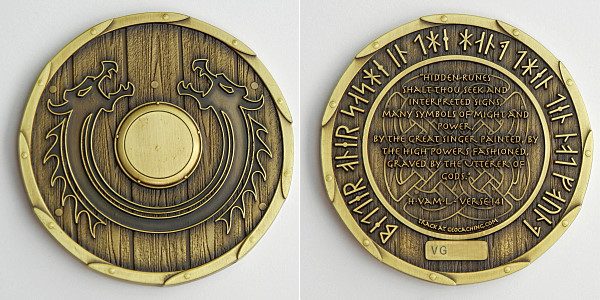 "HIDDEN RUNES
SHALT THOU SEEK AND
INTERPRETED SIGNS,
MANY SYMBOLS OF MIGHT AND
POWER,
BY THE GREAT SINGER PAINTED, BY
THE HIGH POWERS FASHIONED,
GRAVED BY THE UTTERER OF
GODS."
H·VAM·L - VERSE 141
TRACK AT GEOCACHING.COM
VG